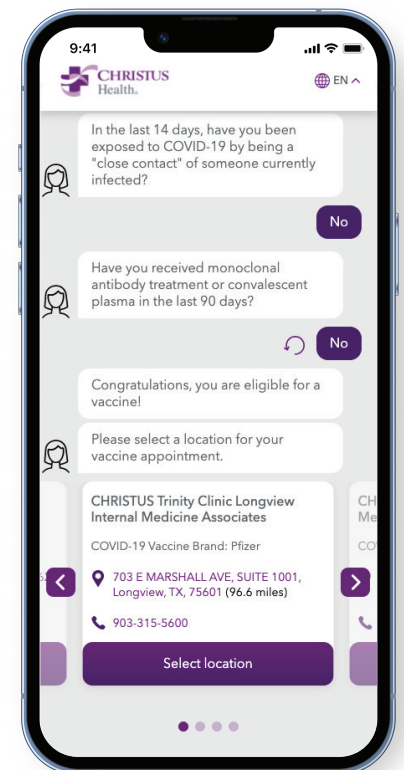 9:41
CHRISTUS
Health.
EN
In the last 14 days, have you been
exposed to COVID-19 by being a
"close contact" of someone currently
infected?
No
Have you received monoclonal
antibody treatment or convalescent
plasma in the last 90 days?
No
Congratulations, you are eligible for a
vaccine!
Please select a location for your
vaccine appointment.
CHRISTUS Trinity Clinic Longview
Internal Medicine Associates
COVID-19 Vaccine Brand: Pfizer
703 E MARSHALL AVE, SUITE 1001,
Longview, TX, 75601 (96.6 miles)
903-315-5600
Select location